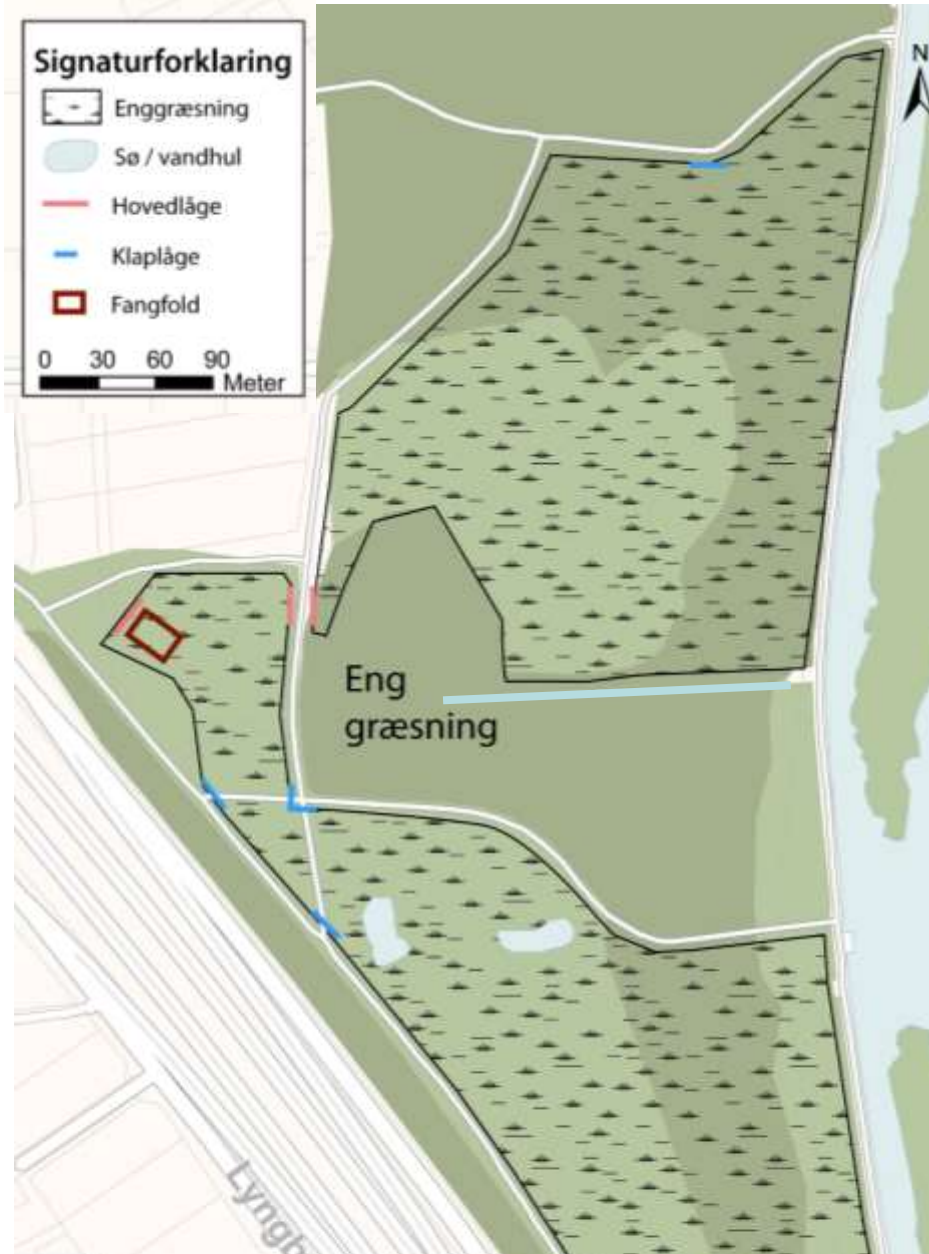 Signaturforklaring
Enggræsning
Sø / vandhul
Hovedlåge
Klaplåge
Fangfold
0 30 60 90
Meter
N
Eng
græsning